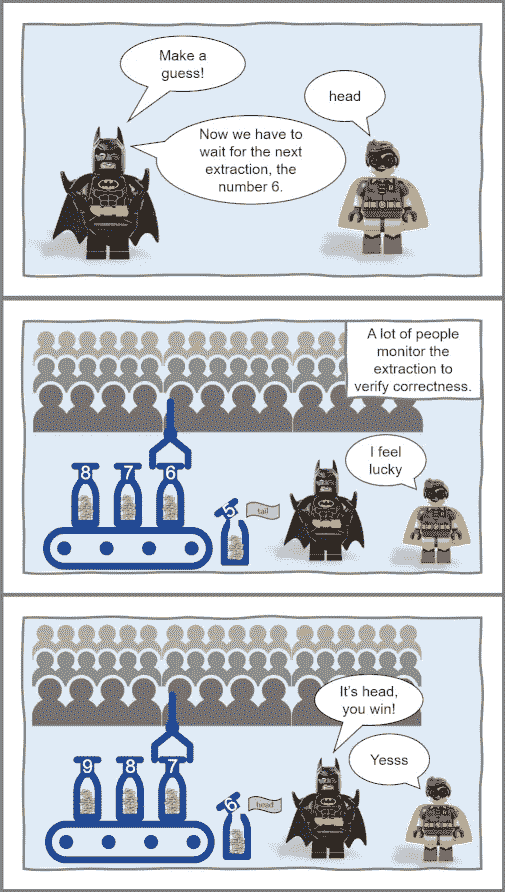 Make a
guess!
head
Now we have to
wait for the next
extraction, the
number 6.
A lot of people
monitor the
extraction to
verify correctness.
I feel
lucky
8 7 6
5 tail
It's head,
you win!
Yesss
9 8 7
6 head